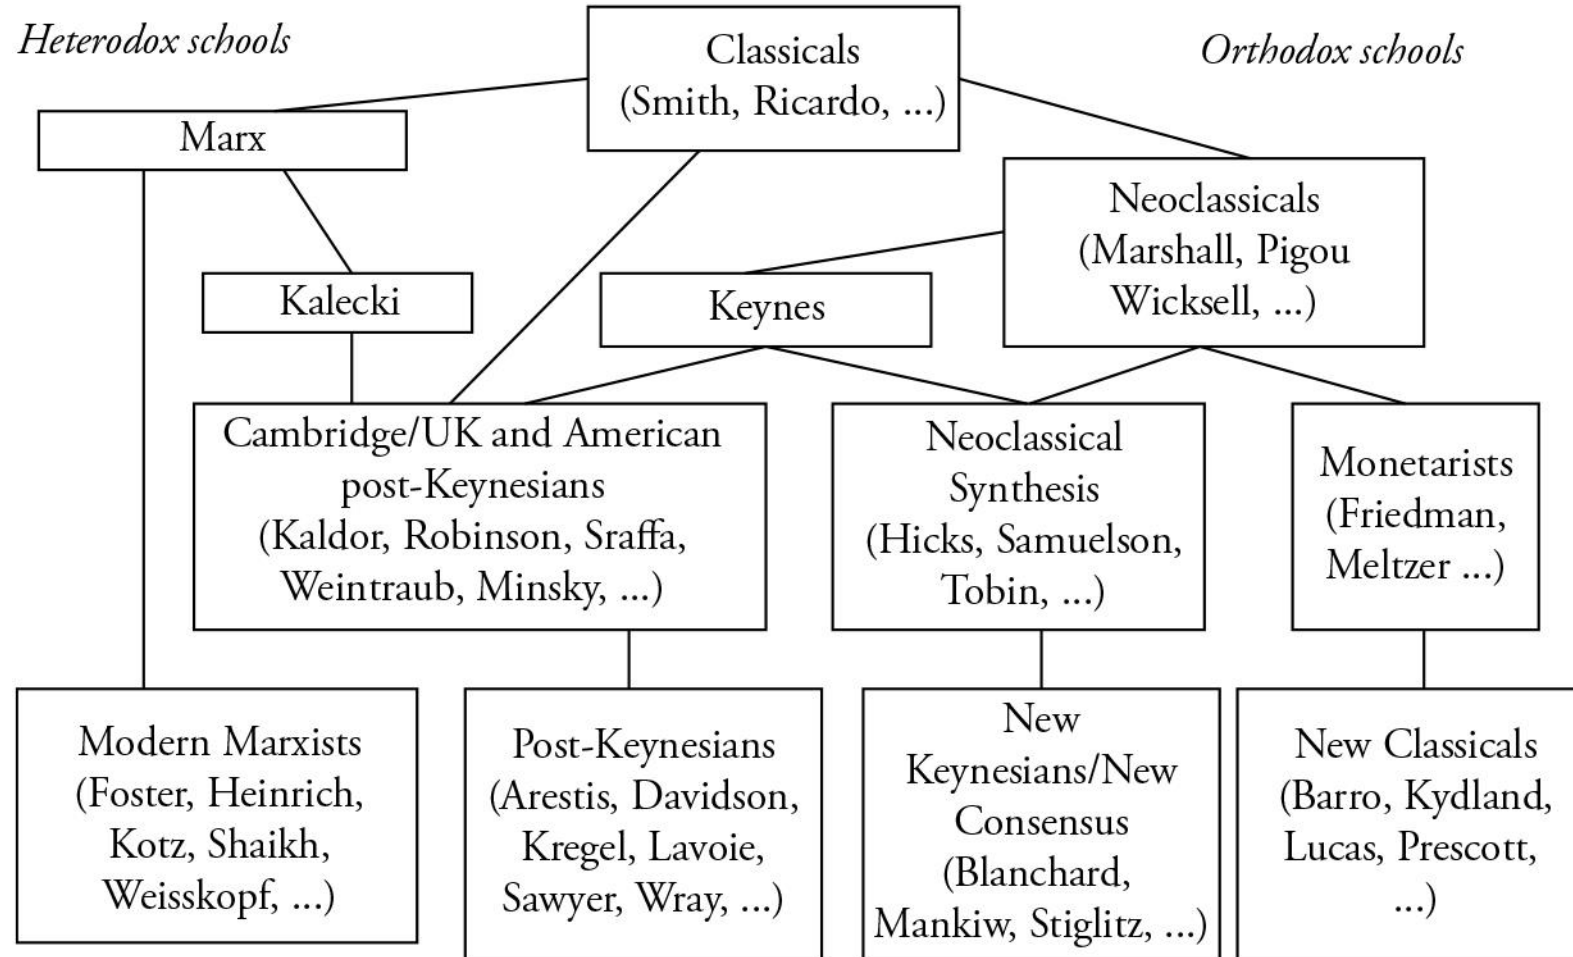 Heterodox schools
Classicals
(Smith, Ricardo, ...)
Orthodox schools
Marx
Neoclassicals
(Marshall, Pigou
Wicksell, ...)
Kalecki
Keynes
Cambridge/UK and American
post-Keynesians
(Kaldor, Robinson, Sraffa,
Weintraub, Minsky, ...)
Neoclassical
Synthesis
(Hicks, Samuelson,
Tobin, ...)
Monetarists
(Friedman,
Meltzer ...)
Modern Marxists
(Foster, Heinrich,
Kotz, Shaikh,
Weisskopf, ...)
Post-Keynesians
(Arestis, Davidson,
Kregel, Lavoie,
Sawyer, Wray, ...)
New
Keynesians/New
Consensus
(Blanchard,
Mankiw, Stiglitz, ...)
New Classicals
(Barro, Kydland,
Lucas, Prescott,
...)